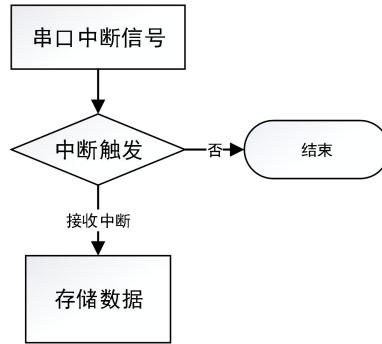 串口中断信号
中断触发
否
结束
接收中断
存储数据